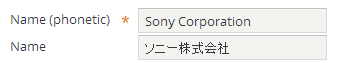 Name (phonetic) * Sony Corporation
Name ソニー株式会社